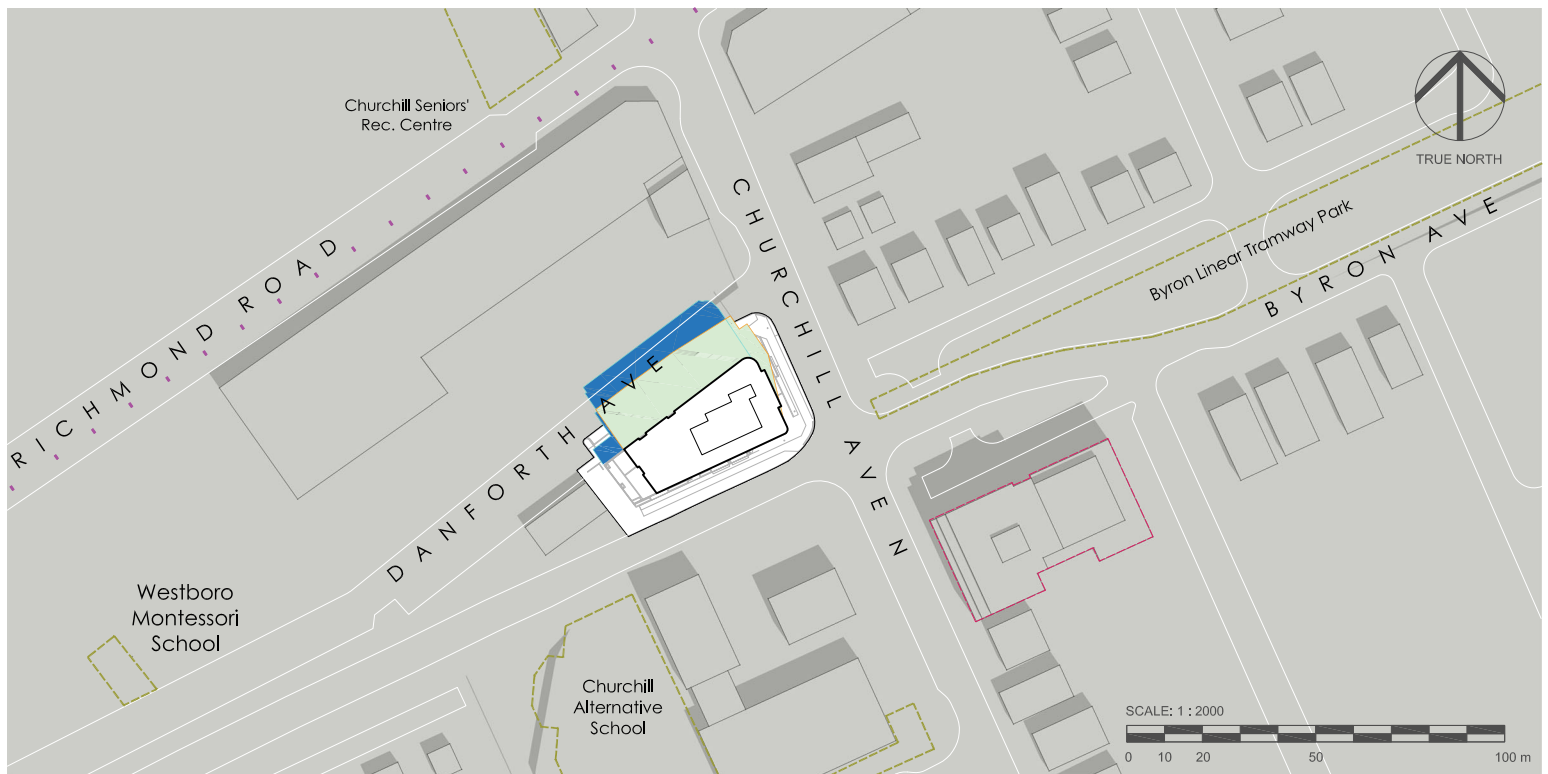 Churchill Seniors'
Rec. Centre
TRUE NORTH
CHURCHILL AVEN
RICHMOND ROAD
Byron Linear Tramway Park
BYRON AVE
DANFORTH AVE
Westboro
Montessori
School
Churchill
Alternative
School
SCALE: 1 : 2000
0 10 20 50 100 m